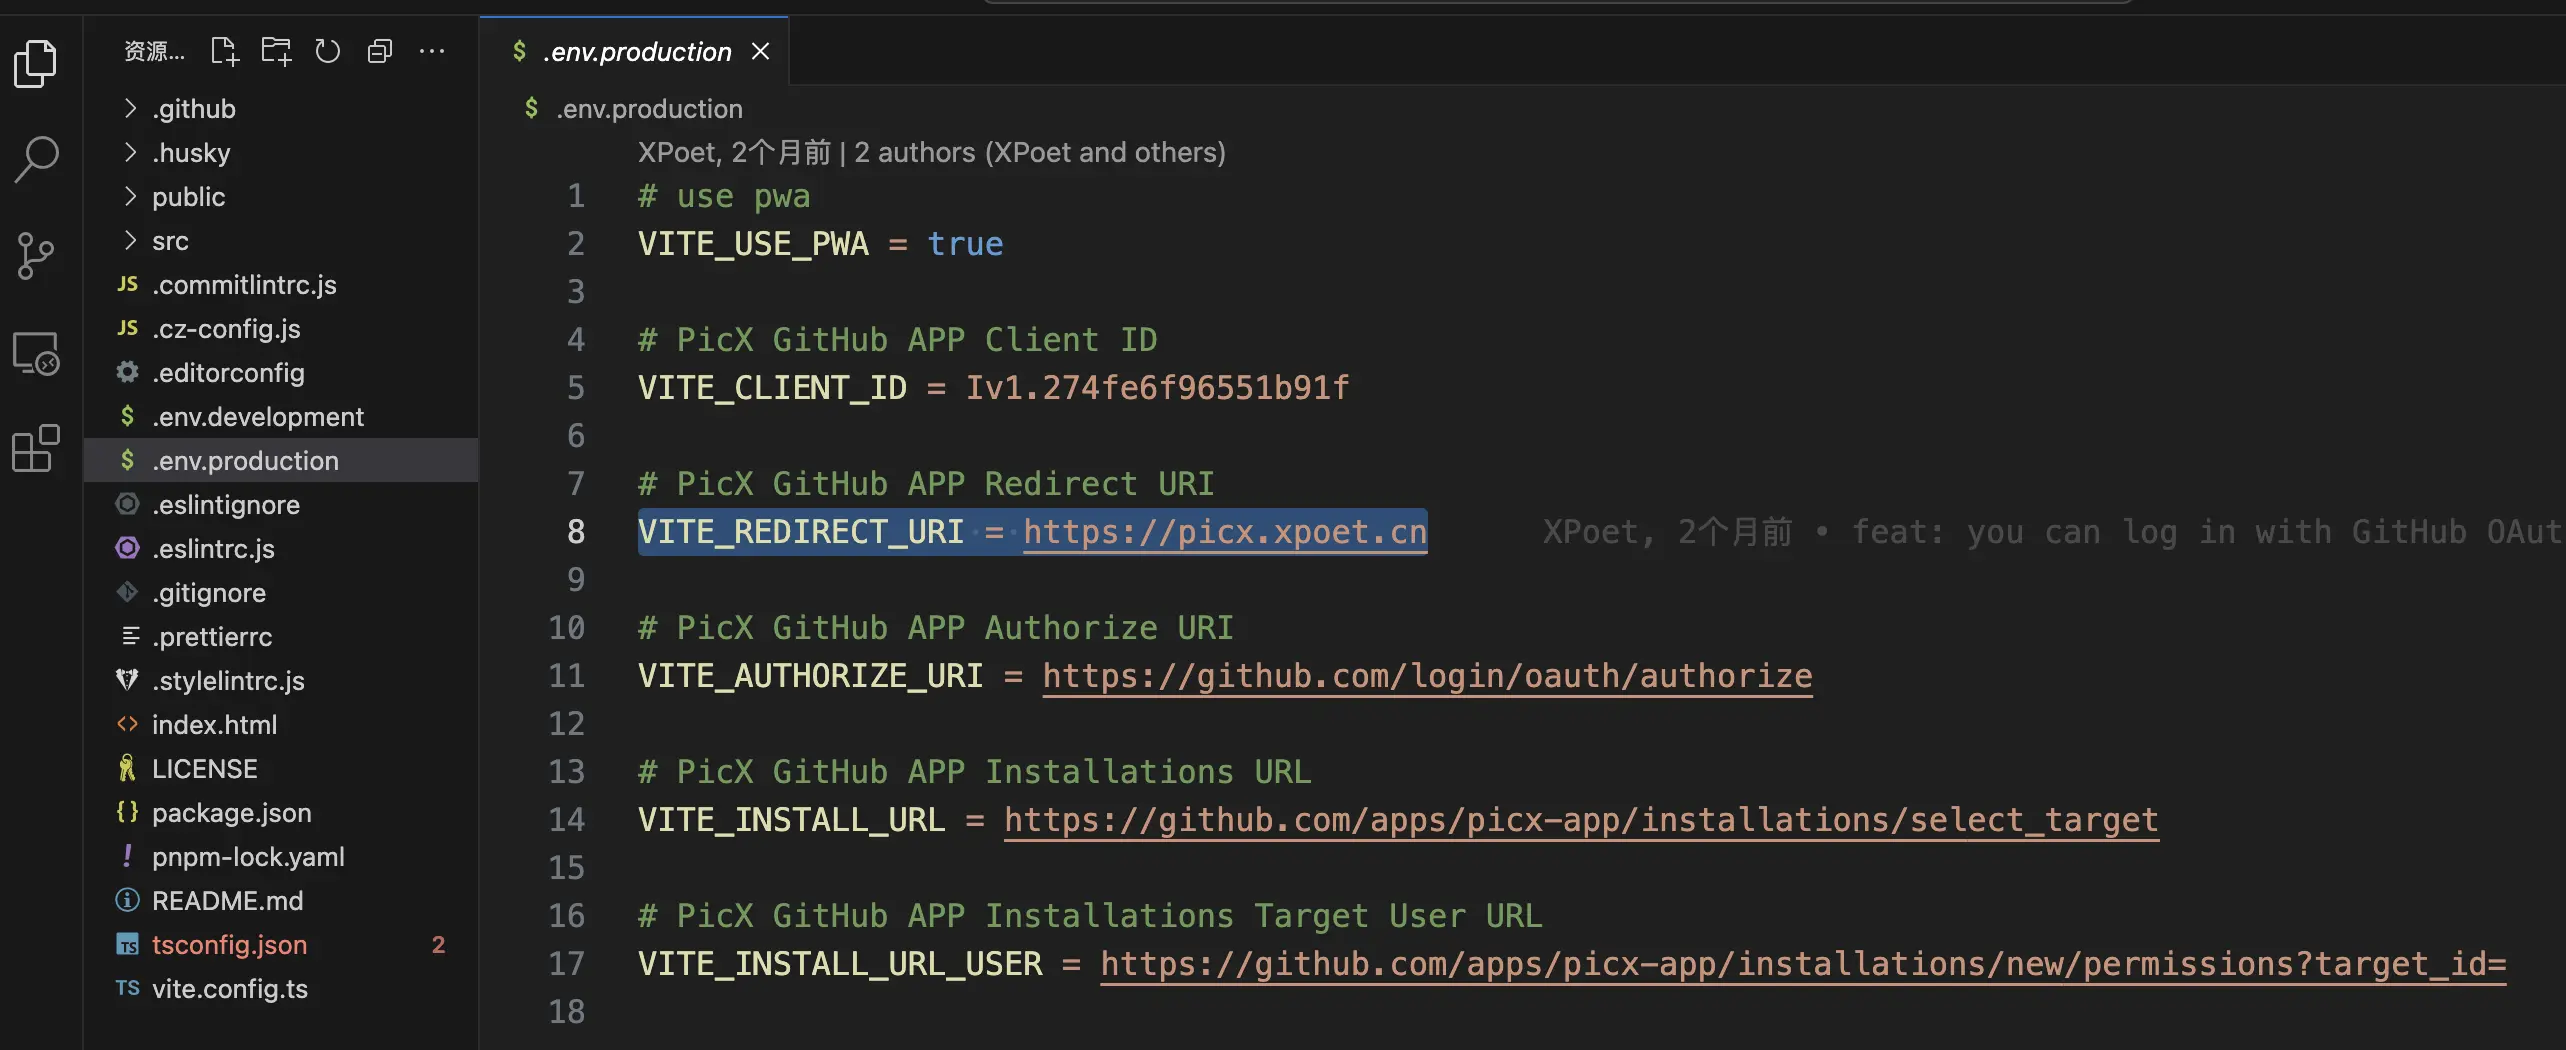 资源...
.github
.husky
public
src
JS .commitlintrc.js
JS .cz-config.js
.editorconfig
$ .env.development
$ .env.production
.eslintignore
.eslintrc.js
.gitignore
.prettierrc
.stylelintrc.js
<> index.html
LICENSE
{} package.json
! pnpm-lock.yaml
README.md
TS tsconfig.json 2
TS vite.config.ts
$ .env.production
$ .env.production
XPoet, 2个月前 | 2 authors (XPoet and others)
1 # use pwa
2 VITE_USE_PWA = true
3
4 # PicX GitHub APP Client ID
5 VITE_CLIENT_ID = Iv1.274fe6f96551b91f
6
7 # PicX GitHub APP Redirect URI
8 VITE_REDIRECT_URI = https://picx.xpoet.cn XPoet, 2个月前 • feat: you can log in with GitHub OAut
9
10 # PicX GitHub APP Authorize URI
11 VITE_AUTHORIZE_URI = https://github.com/login/oauth/authorize
12
13 # PicX GitHub APP Installations URL
14 VITE_INSTALL_URL = https://github.com/apps/picx-app/installations/select_target
15
16 # PicX GitHub APP Installations Target User URL
17 VITE_INSTALL_URL_USER = https://github.com/apps/picx-app/installations/new/permissions?target_id=
18